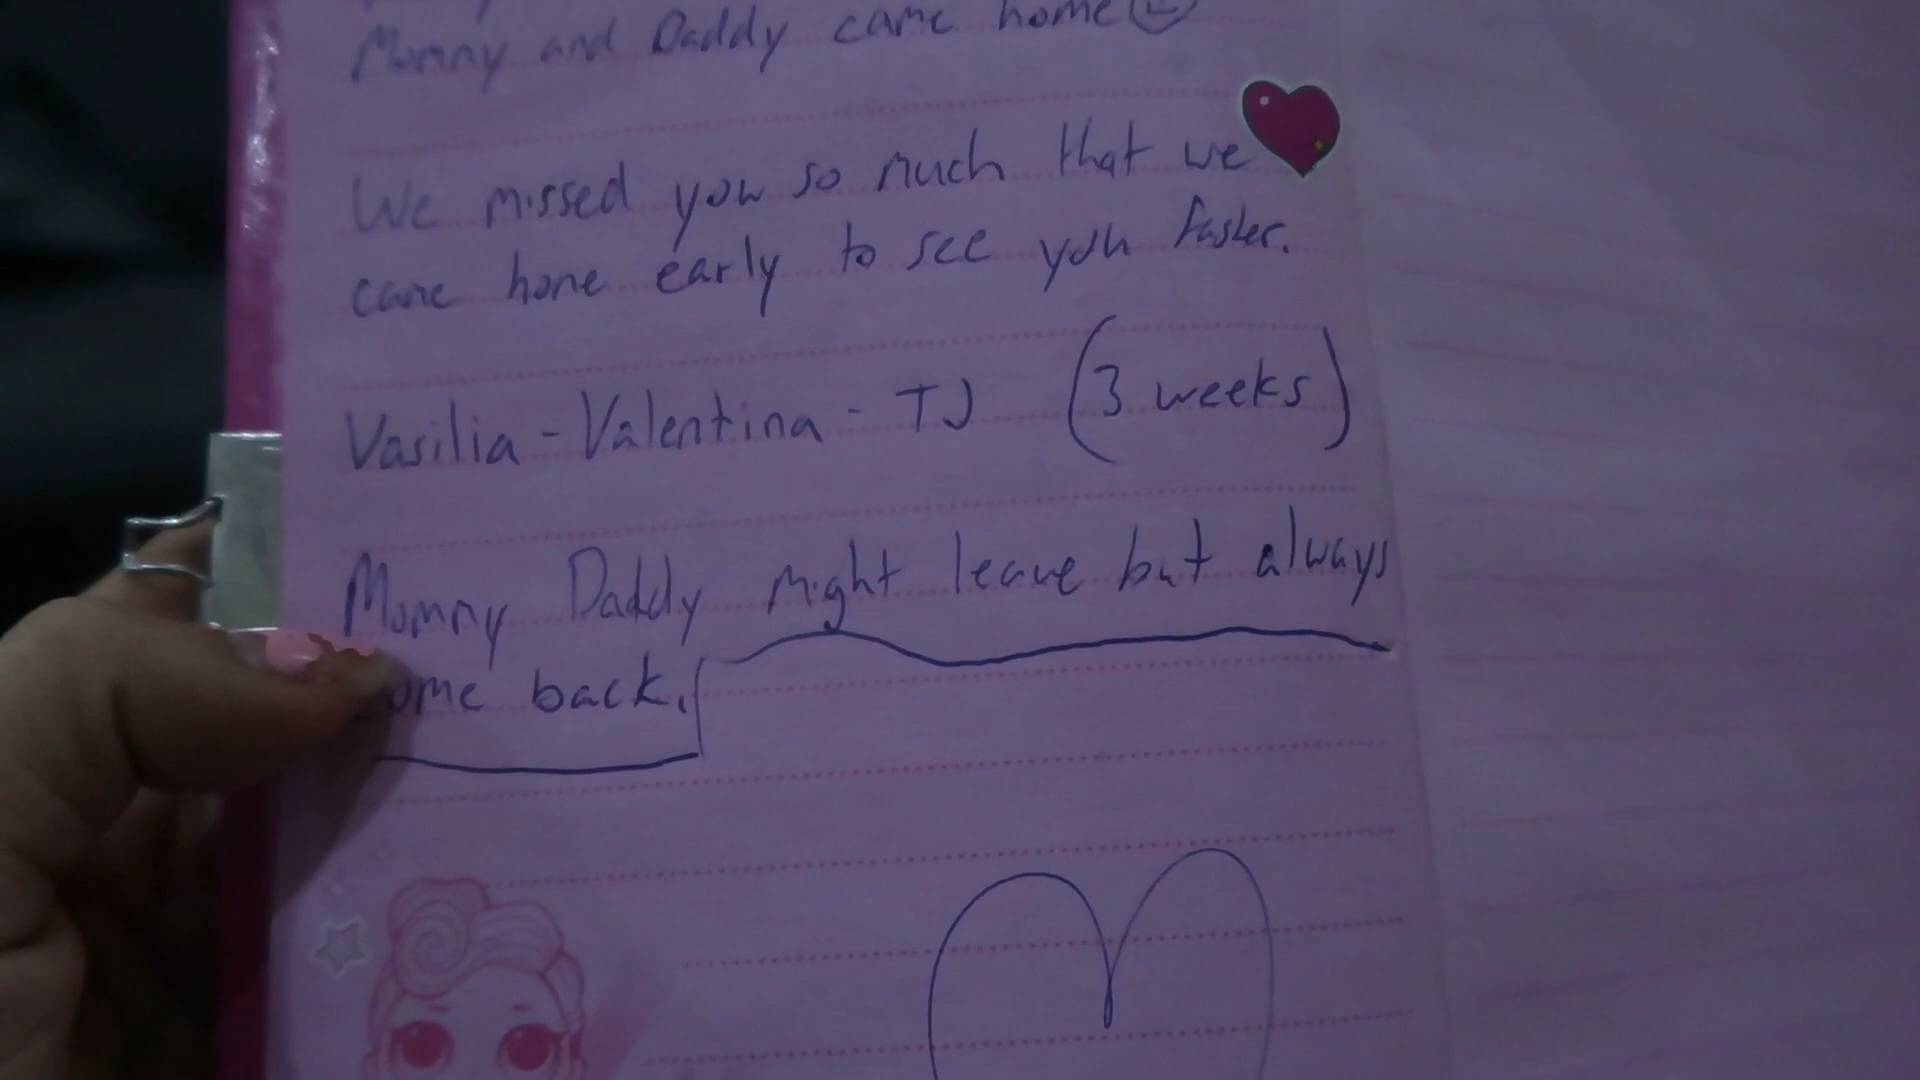 Mommy and Daddy came home
We missed you so much that we
came home early to see you faster.
Vasilia - Valentina - TJ (3 weeks)
Mommy Daddy might leave but always
come back.